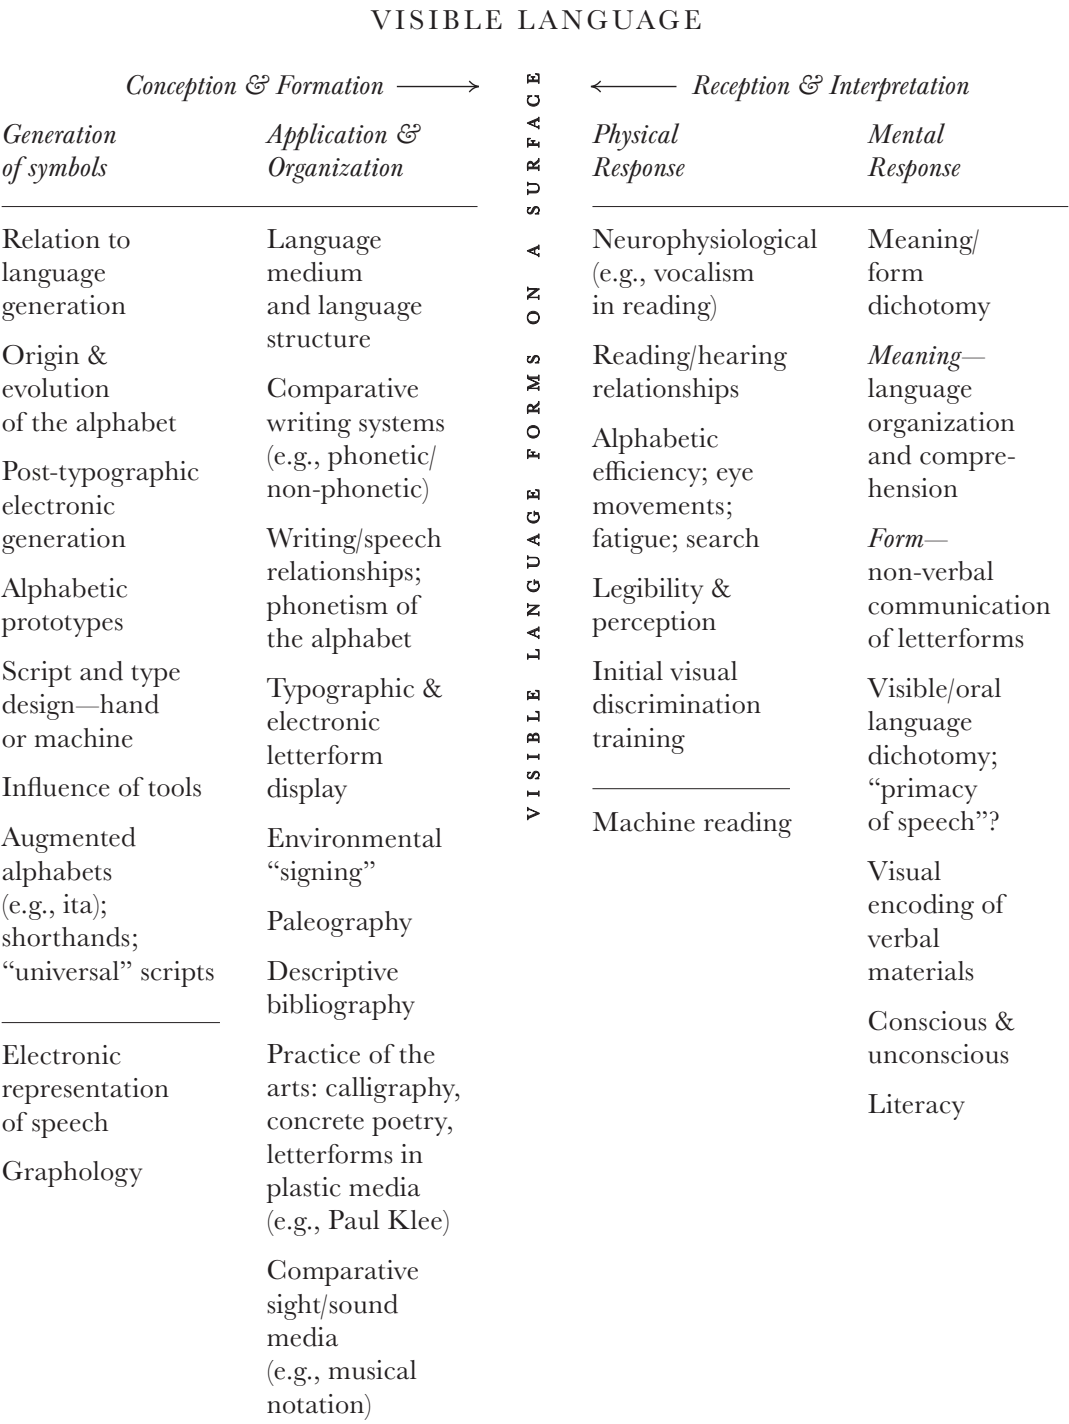 VISIBLE LANGUAGE
Conception & Formation ⟶
Generation
of symbols
Relation to
language
generation
Origin &
evolution
of the alphabet
Post-typographic
electronic
generation
Alphabetic
prototypes
Script and type
design—hand
or machine
Influence of tools
Augmented
alphabets
(e.g., ita);
shorthands;
“universal” scripts
Electronic
representation
of speech
Graphology
Application &
Organization
Language
medium
and language
structure
Comparative
writing systems
(e.g., phonetic/
non-phonetic)
Writing/speech
relationships;
phonetism of
the alphabet
Typographic &
electronic
letterform
display
Environmental
“signing”
Paleography
Descriptive
bibliography
Practice of the
arts: calligraphy,
concrete poetry,
letterforms in
plastic media
(e.g., Paul Klee)
Comparative
sight/sound
media
(e.g., musical
notation)
VISIBLE LANGUAGE FORMS ON A SURFACE
⟵ Reception & Interpretation
Physical
Response
Neurophysiological
(e.g., vocalism
in reading)
Reading/hearing
relationships
Alphabetic
efficiency; eye
movements;
fatigue; search
Legibility &
perception
Initial visual
discrimination
training
Machine reading
Mental
Response
Meaning/
form
dichotomy
Meaning—
language
organization
and compre-
hension
Form—
non-verbal
communication
of letterforms
Visible/oral
language
dichotomy;
“primacy
of speech”?
Visual
encoding of
verbal
materials
Conscious &
unconscious
Literacy